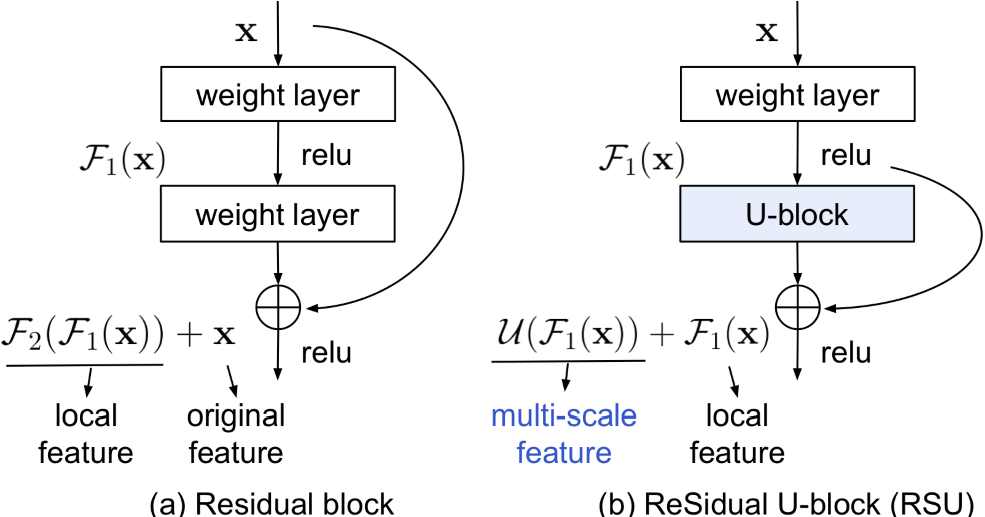 x
weight layer
F₁(x)
relu
weight layer
F₂(F₁(x)) + x
relu
local
feature
original
feature
(a) Residual block
x
weight layer
F₁(x)
relu
U-block
U(F₁(x)) + F₁(x)
relu
multi-scale
feature
local
feature
(b) ReSidual U-block (RSU)